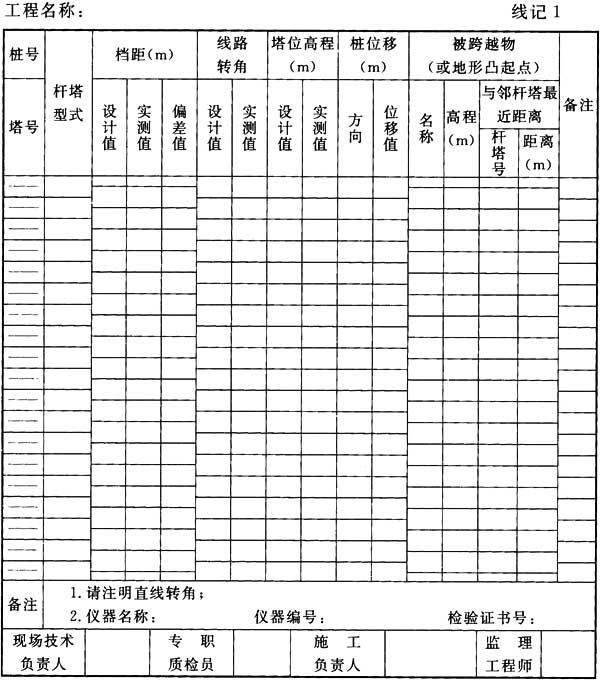 工程名称： 线记1
桩号 档距(m) 线路 塔位高程 桩位移 被跨越物
转角 (m) (m) (或地形凸起点)
杆塔 备注
型式 与邻杆塔最
近距离
塔号 设计值 实测值 偏差值 设计值 实测值 设计值 实测值 方向 位移值 名称 高程(m) 杆塔号 距离(m)
备注 1.请注明直线转角；
2.仪器名称： 仪器编号： 检验证书号：
现场技术 专 职 施 工 监 理
负责人 质检员 负责人 工程师